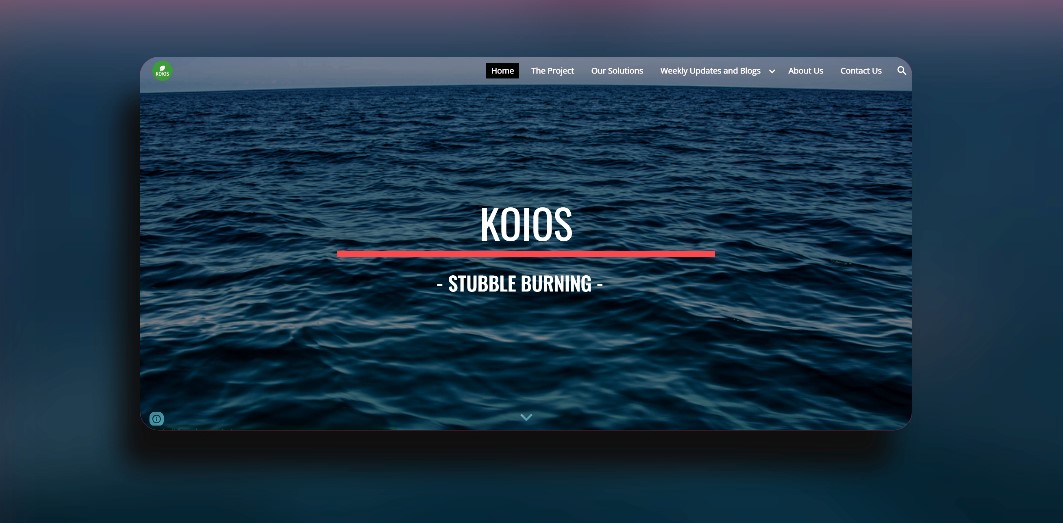 KOIOS
Home The Project Our Solutions Weekly Updates and Blogs About Us Contact Us
KOIOS
- STUBBLE BURNING -